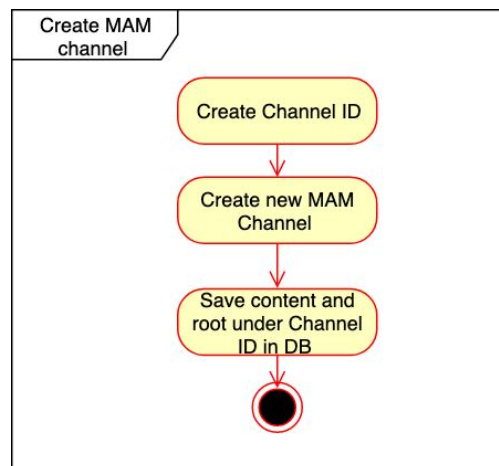 Create MAM
channel
Create Channel ID
Create new MAM
Channel
Save content and
root under Channel
ID in DB